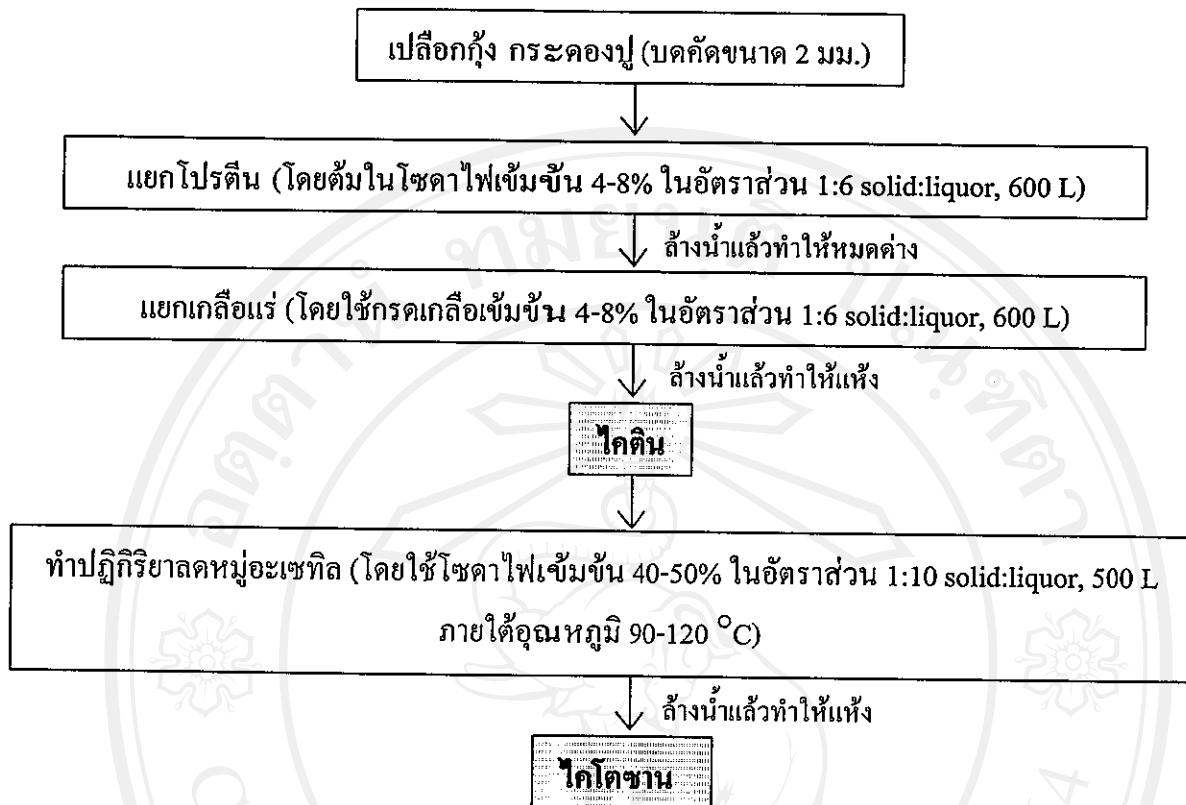 เปลือกกุ้ง กระดองปู (บดคัดขนาด 2 มม.)
แยกโปรตีน (โดยต้มในโซดาไฟเข้มข้น 4-8% ในอัตราส่วน 1:6 solid:liquor, 600 L)
ล้างน้ำแล้วทำให้หมดด่าง
แยกเกลือแร่ (โดยใช้กรดเกลือเข้มข้น 4-8% ในอัตราส่วน 1:6 solid:liquor, 600 L)
ล้างน้ำแล้วทำให้แห้ง
ไคติน
ทำปฏิกิริยาลดหมู่อะเซทิล (โดยใช้โซดาไฟเข้มข้น 40-50% ในอัตราส่วน 1:10 solid:liquor, 500 L
ภายใต้อุณหภูมิ 90-120 °C)
ล้างน้ำแล้วทำให้แห้ง
ไคโตซาน